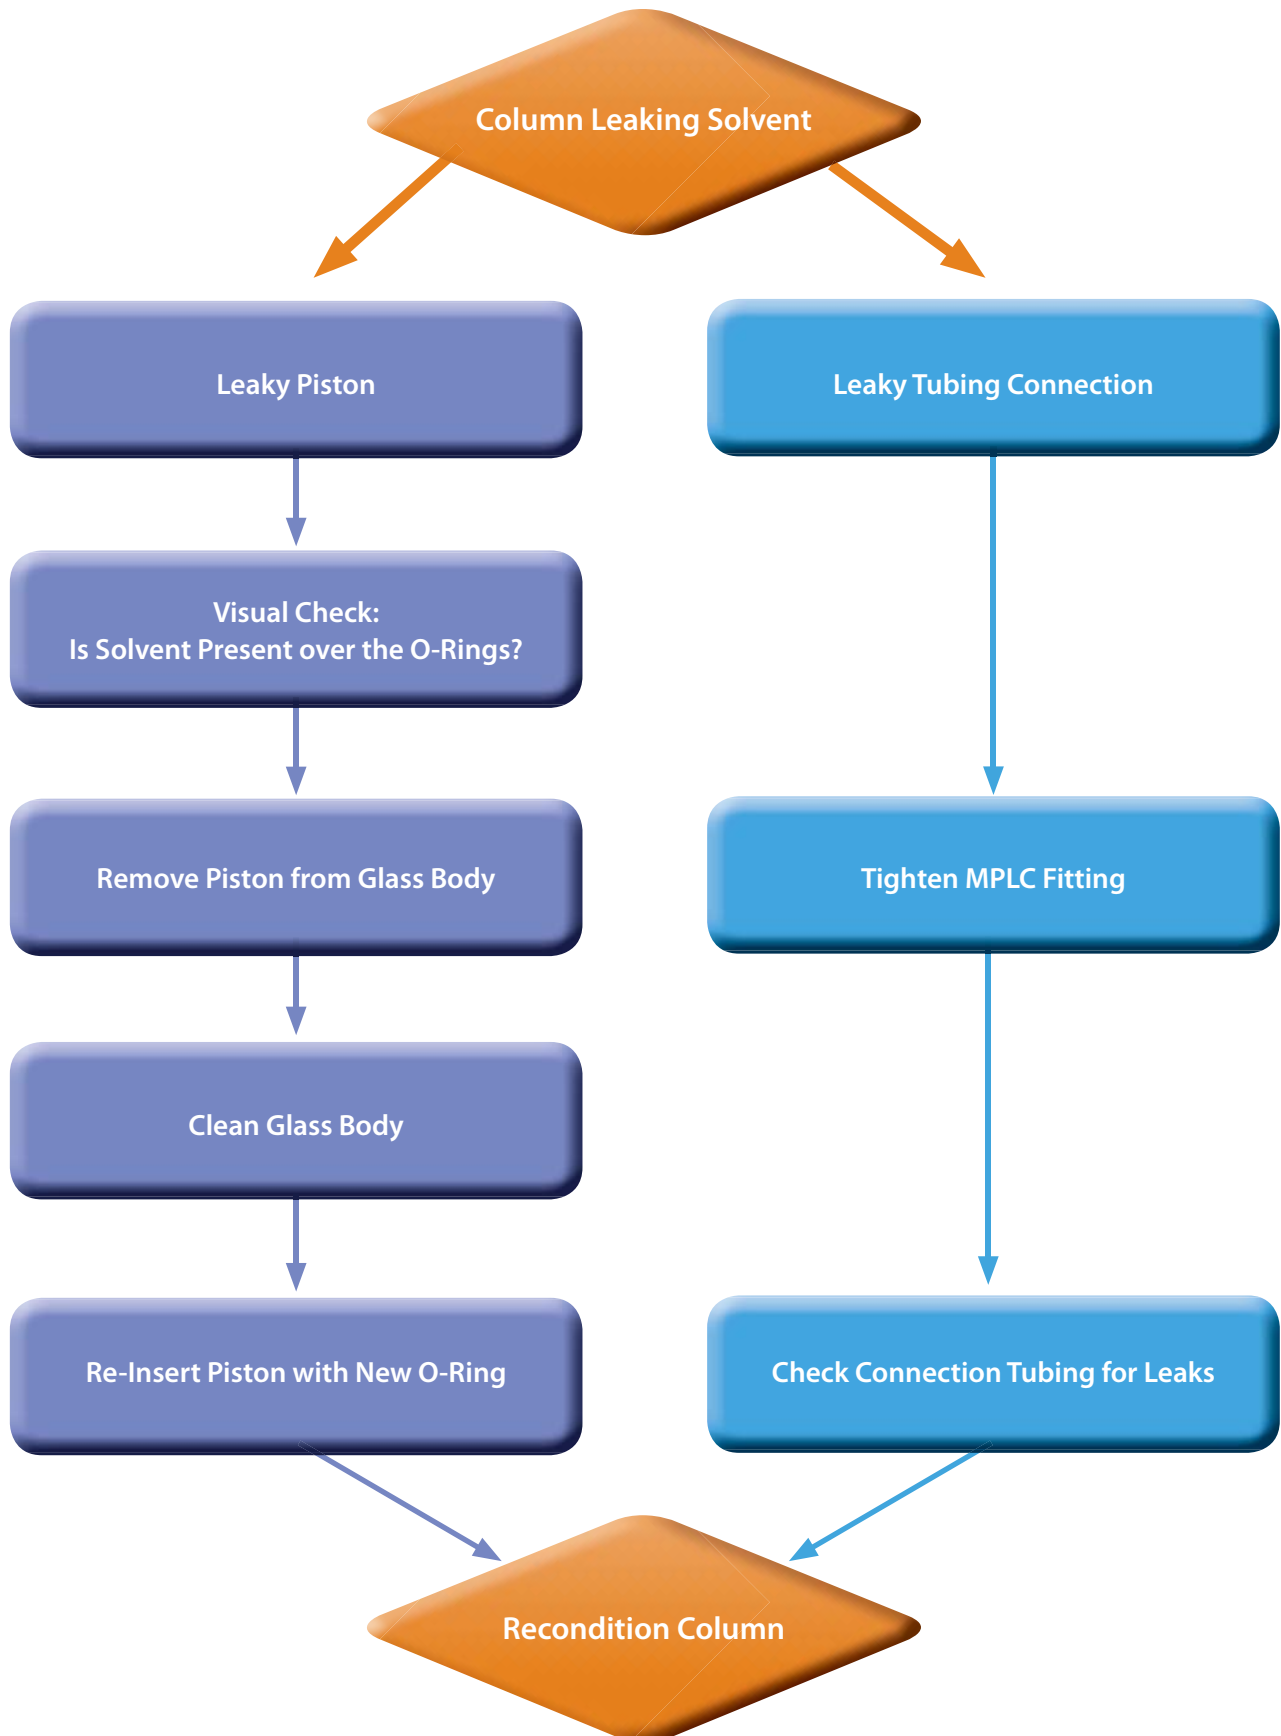 Column Leaking Solvent
Leaky Piston
Leaky Tubing Connection
Visual Check:
Is Solvent Present over the O-Rings?
Remove Piston from Glass Body
Tighten MPLC Fitting
Clean Glass Body
Re-Insert Piston with New O-Ring
Check Connection Tubing for Leaks
Recondition Column